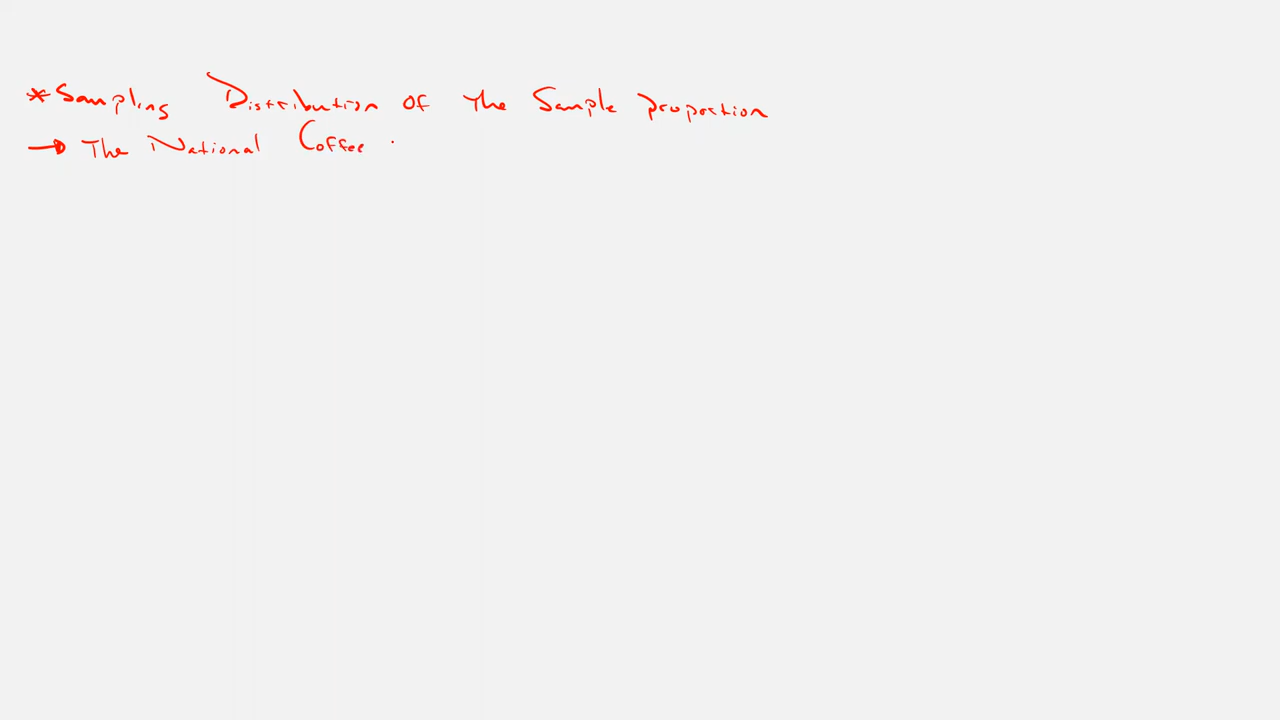 *Sampling Distribution of the Sample proportion
→ The National Coffee